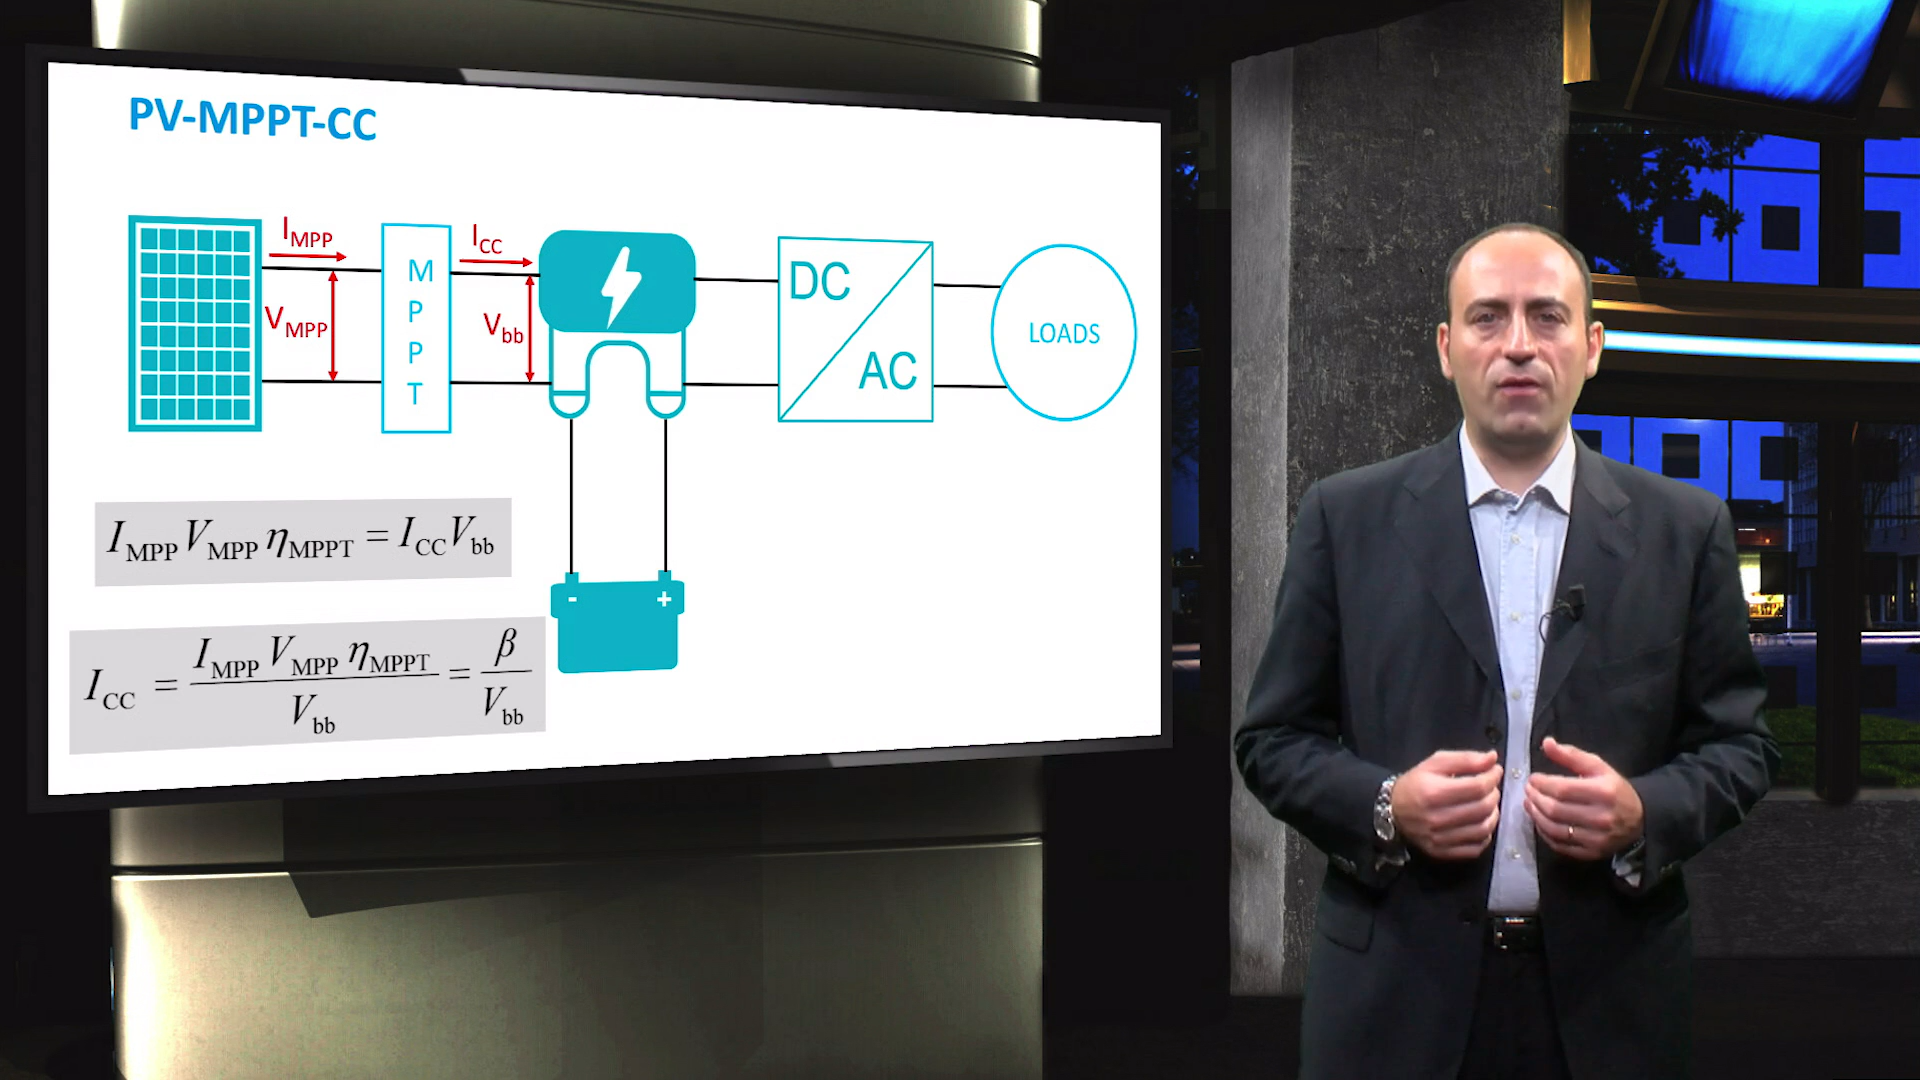 PV-MPPT-CC
I_MPP
I_CC
V_MPP
M
P
P
T
V_bb
DC
AC
LOADS
- +
I_MPP V_MPP η_MPPT = I_CC V_bb
I_CC = I_MPP V_MPP η_MPPT / V_bb = β / V_bb